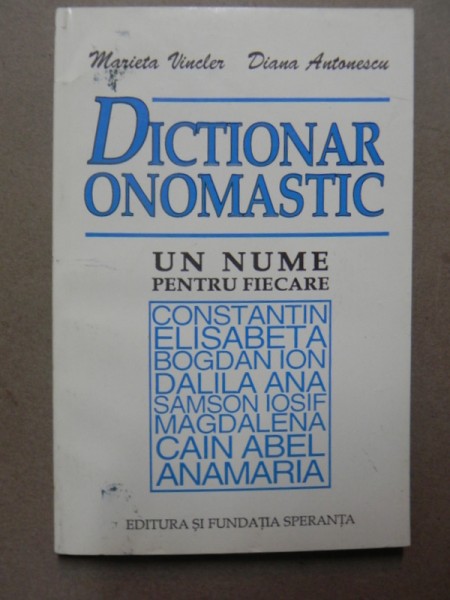 Marieta Vincler Diana Antonescu
DICTIONAR
ONOMASTIC
UN NUME
PENTRU FIECARE
CONSTANTIN
ELISABETA
BOGDAN ION
DALILA ANA
SAMSON IOSIF
MAGDALENA
CAIN ABEL
ANAMARIA
EDITURA ȘI FUNDAȚIA SPERANȚA